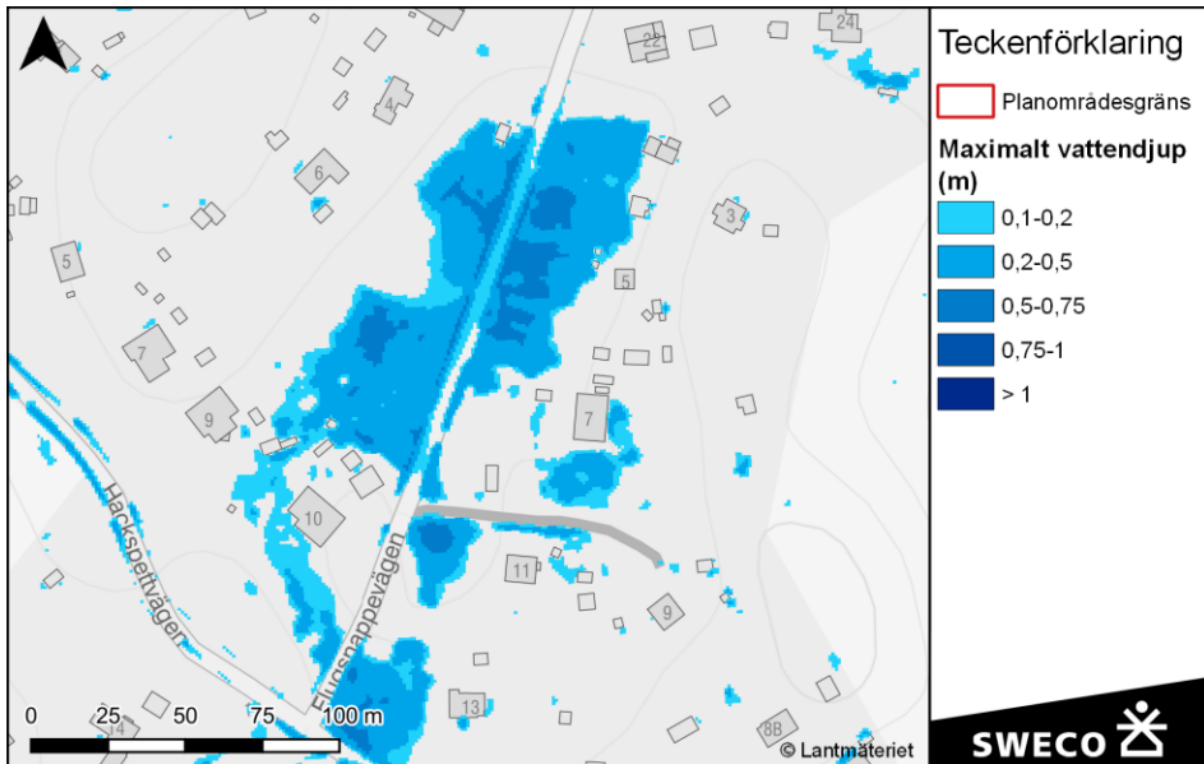 24
22
4
6
3
5
5
7
9
7
10
Hackspettvägen
Flugsnappevägen
11
9
13
14
8B
0 25 50 75 100 m
© Lantmäteriet
Teckenförklaring
Planområdesgräns
Maximalt vattendjup
(m)
0,1-0,2
0,2-0,5
0,5-0,75
0,75-1
> 1
SWECO